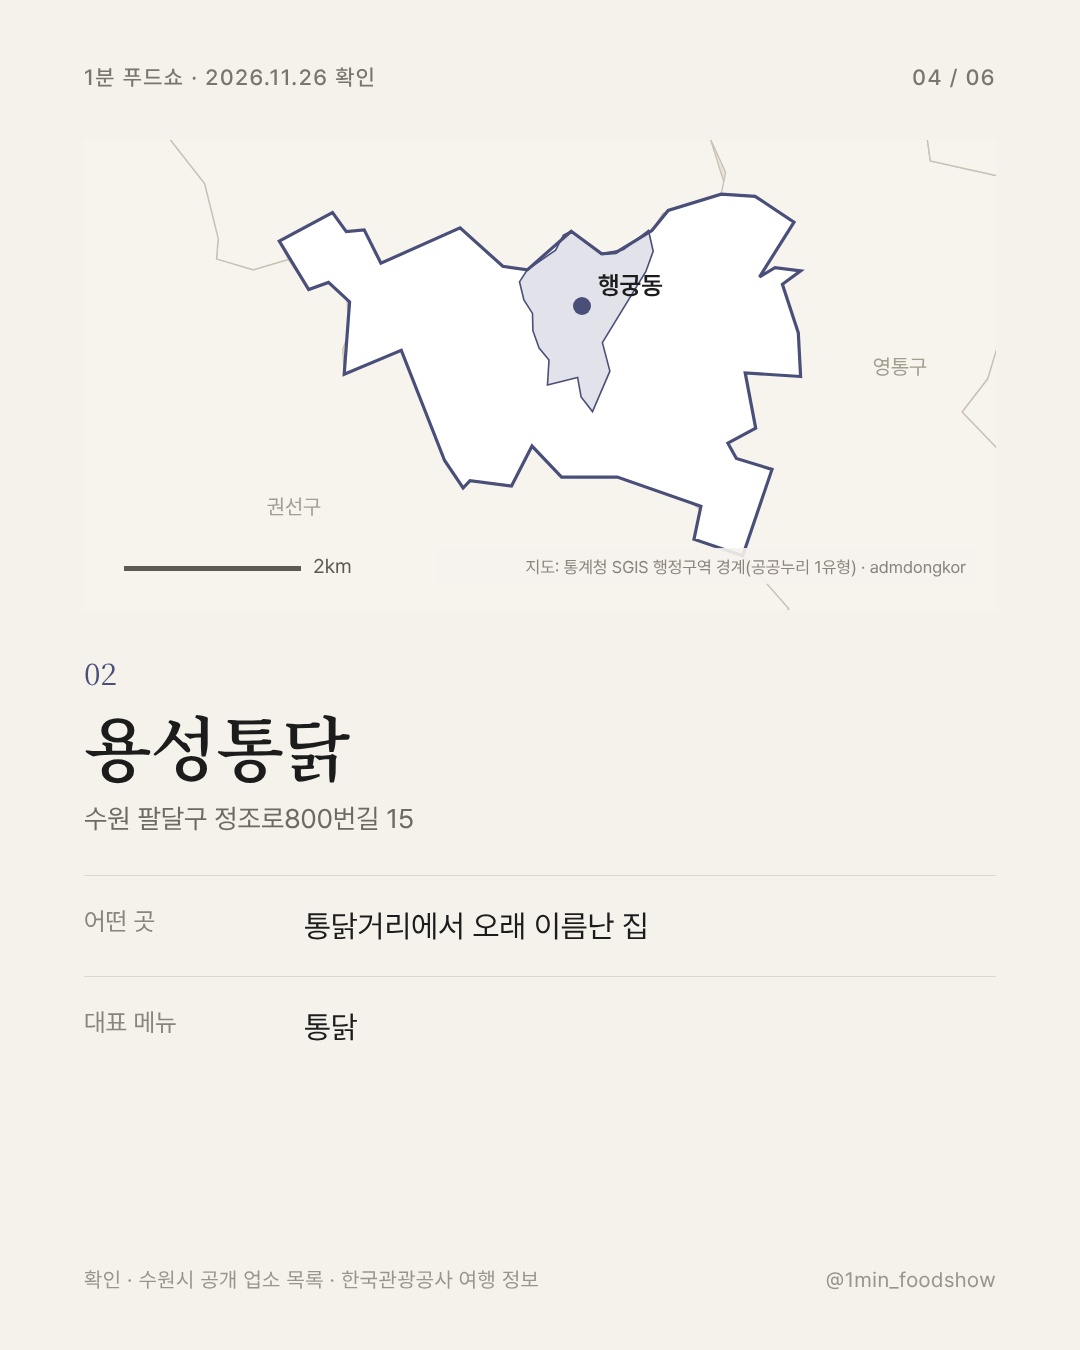 1분 푸드쇼 · 2026.11.26 확인
04 / 06
행궁동
영통구
권선구
2km
지도: 통계청 SGIS 행정구역 경계(공공누리 1유형) · admdongkor
02
용성통닭
수원 팔달구 정조로800번길 15
어떤 곳
통닭거리에서 오래 이름난 집
대표 메뉴
통닭
확인 · 수원시 공개 업소 목록 · 한국관광공사 여행 정보
@1min_foodshow